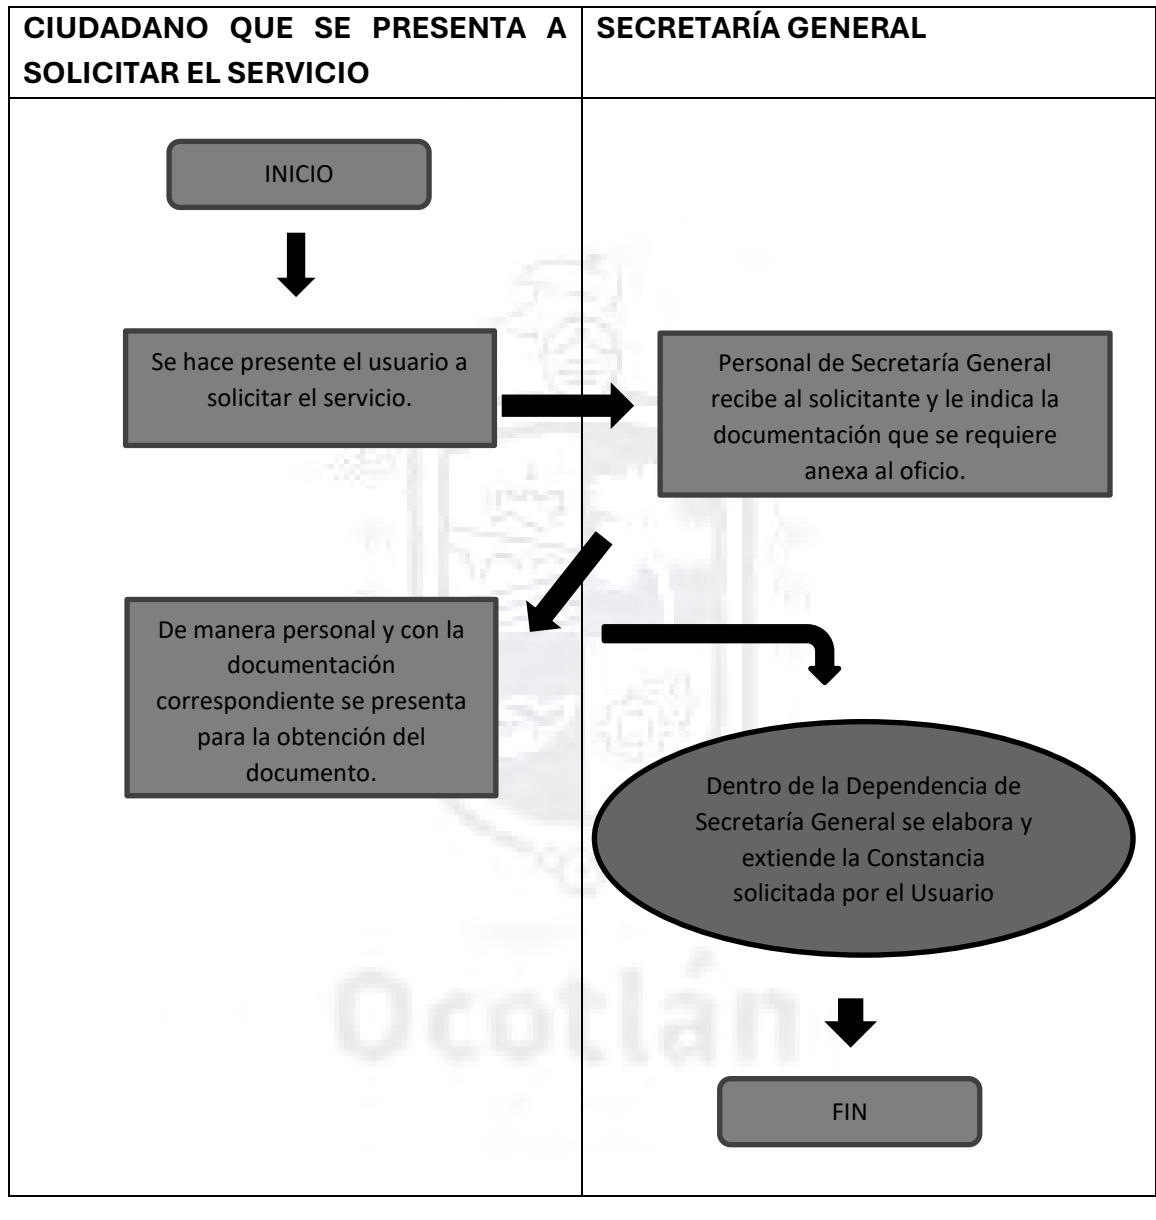 CIUDADANO QUE SE PRESENTA A
SOLICITAR EL SERVICIO
SECRETARÍA GENERAL
INICIO
Se hace presente el usuario a
solicitar el servicio.
Personal de Secretaría General
recibe al solicitante y le indica la
documentación que se requiere
anexa al oficio.
De manera personal y con la
documentación
correspondiente se presenta
para la obtención del
documento.
Dentro de la Dependencia de
Secretaría General se elabora y
extiende la Constancia
solicitada por el Usuario
Ocotlán
FIN